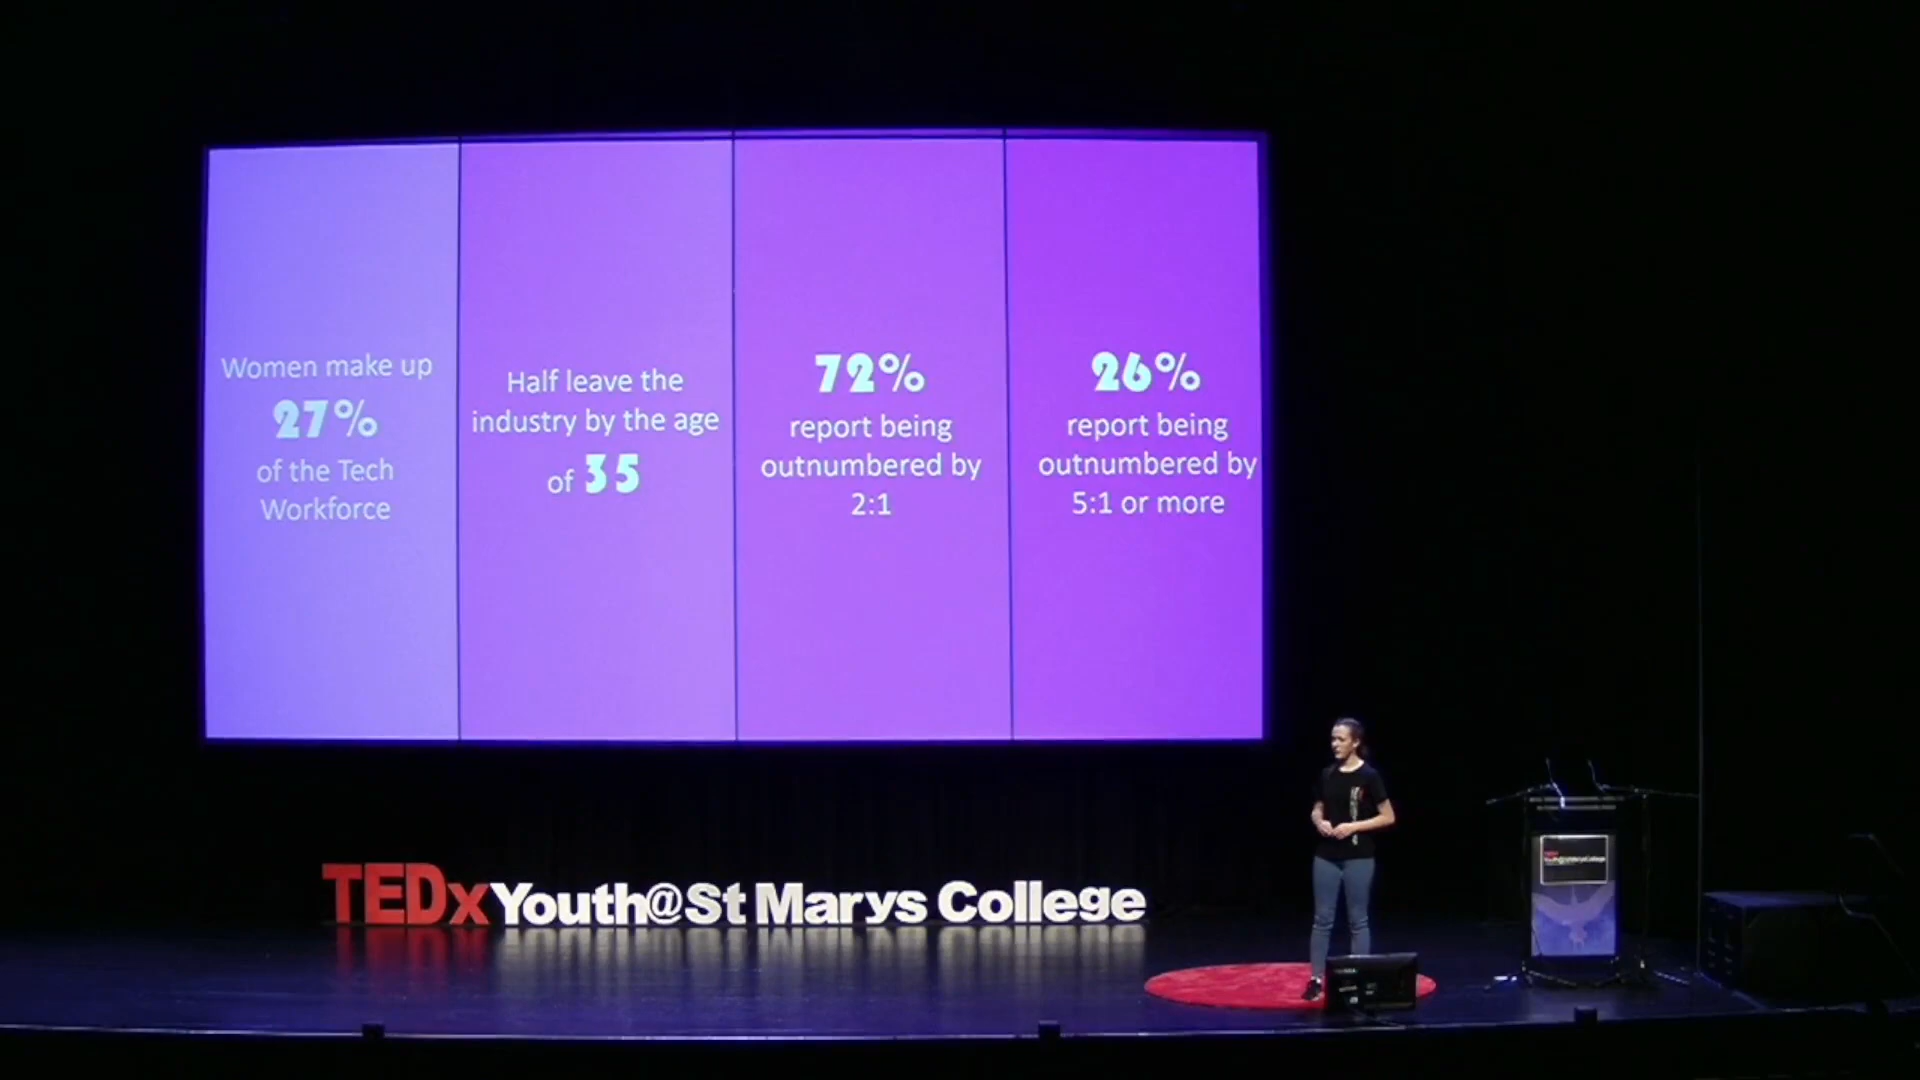 Women make up
27%
of the Tech
Workforce
Half leave the
industry by the age
of 35
72%
report being
outnumbered by
2:1
26%
report being
outnumbered by
5:1 or more
TEDxYouth@St Marys College